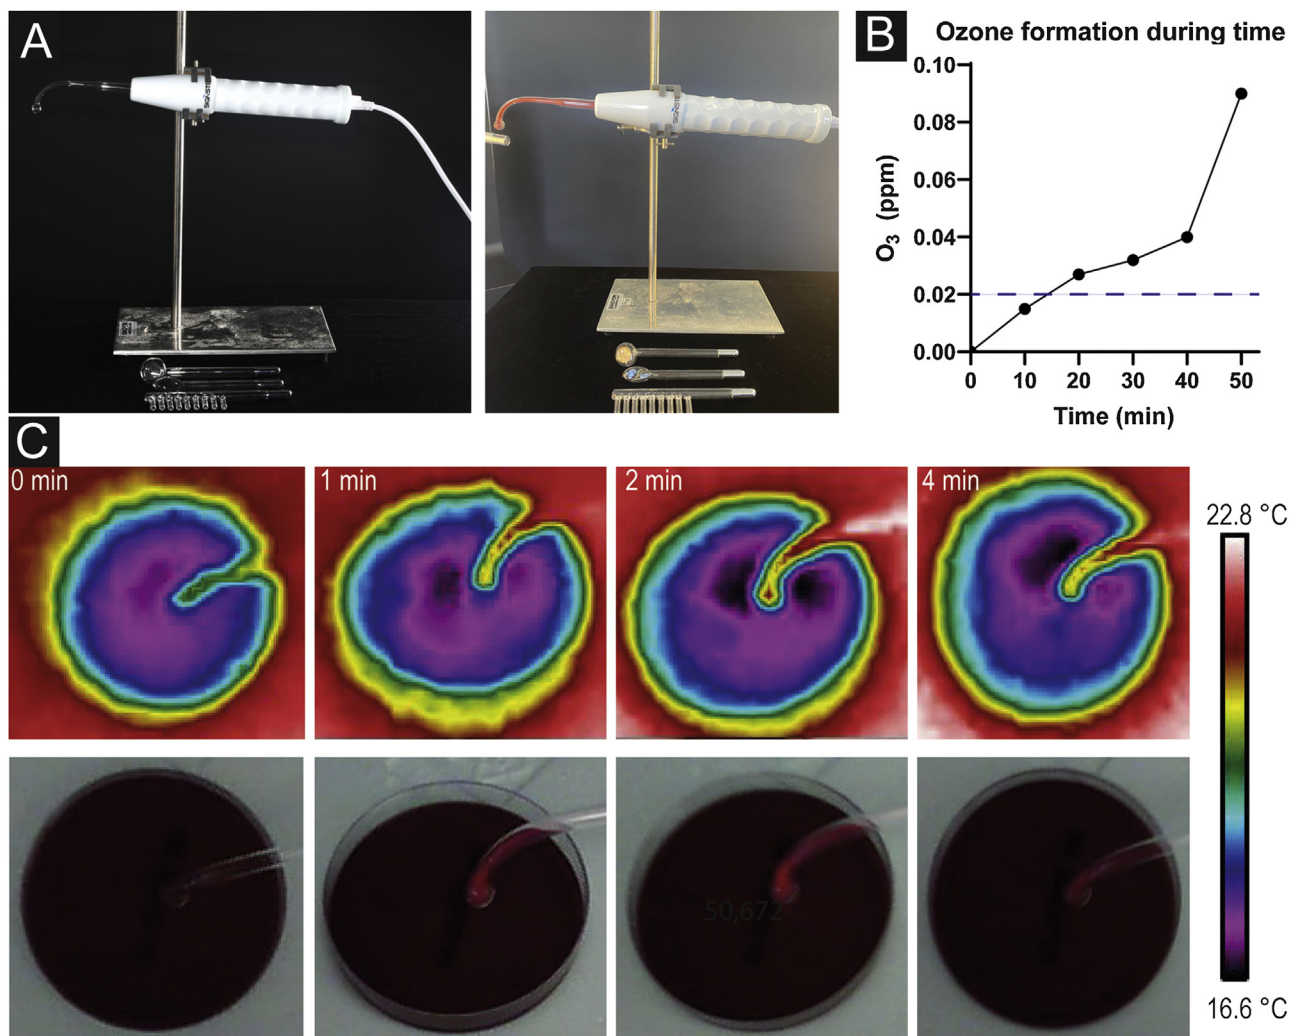 A
SIGNSTEK
SIGNSTEK
B
Ozone formation during time
O3 (ppm)
0.10
0.08
0.06
0.04
0.02
0.00
0 10 20 30 40 50
Time (min)
C
0 min 1 min 2 min 4 min
22.8 °C
16.6 °C
50,672